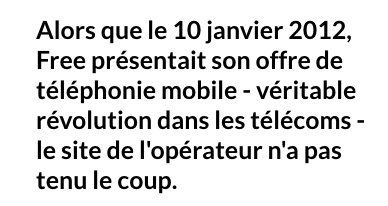 Alors que le 10 janvier 2012,
Free présentait son offre de
téléphonie mobile - véritable
révolution dans les télécoms -
le site de l'opérateur n'a pas
tenu le coup.